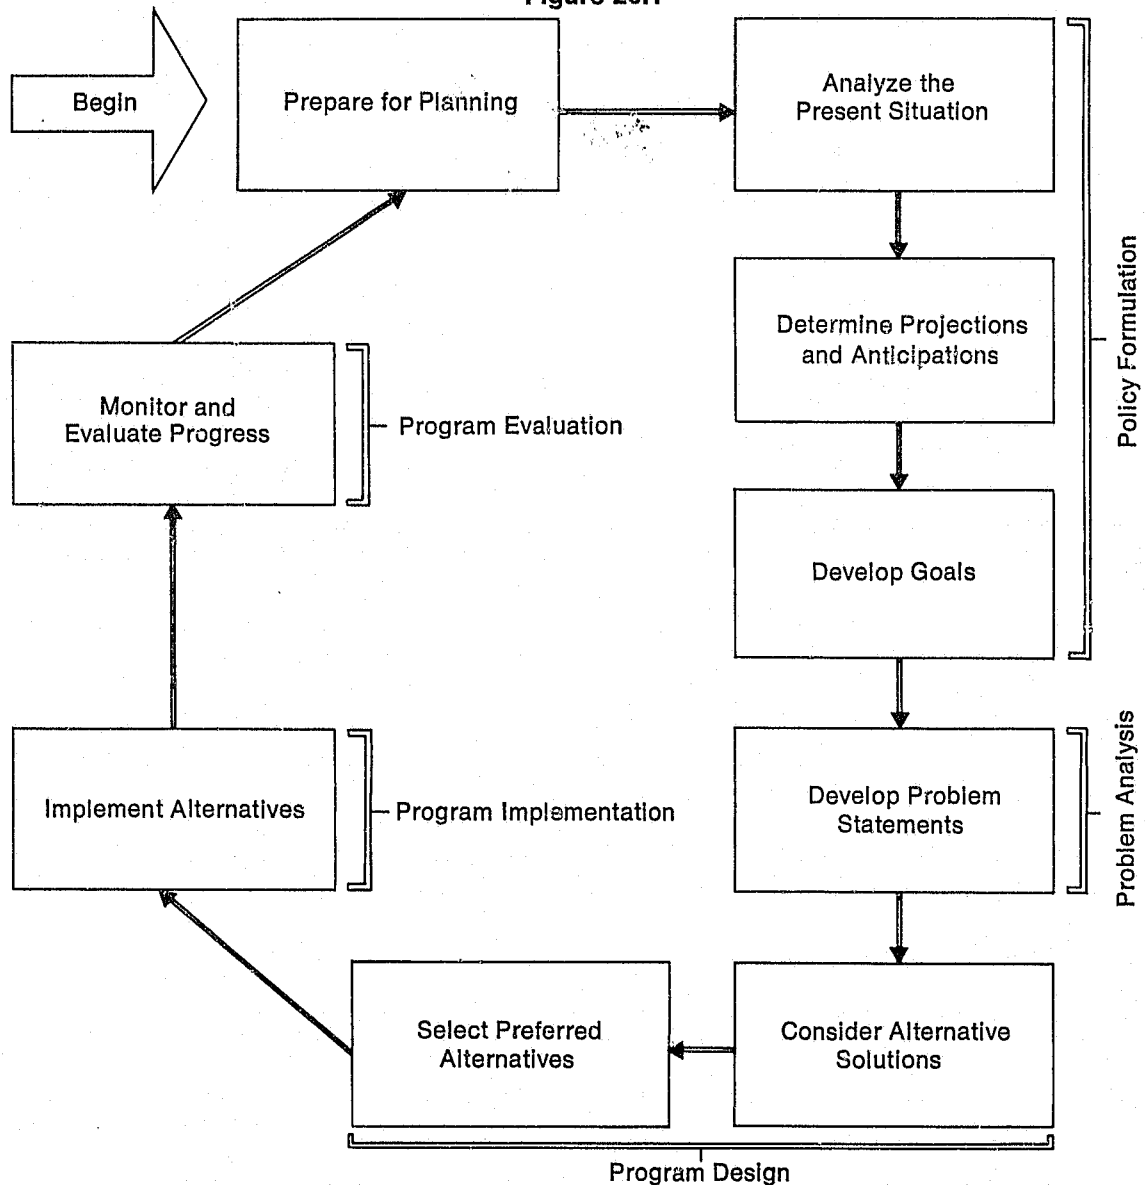 Begin
Prepare for Planning
Analyze the
Present Situation
Determine Projections
and Anticipations
Policy Formulation
Monitor and
Evaluate Progress
Program Evaluation
Develop Goals
Implement Alternatives
Program Implementation
Develop Problem
Statements
Problem Analysis
Select Preferred
Alternatives
Consider Alternative
Solutions
Program Design